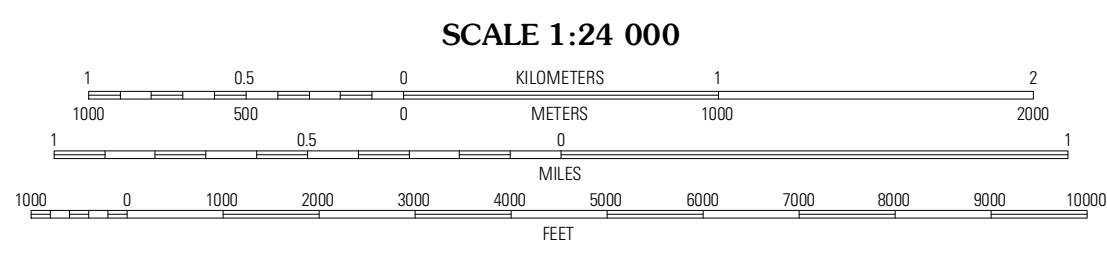 SCALE 1:24 000
1 0.5 0 KILOMETERS 1 2
1000 500 0 METERS 1000 2000
1 0.5 0 1
MILES
1000 0 1000 2000 3000 4000 5000 6000 7000 8000 9000 10000
FEET